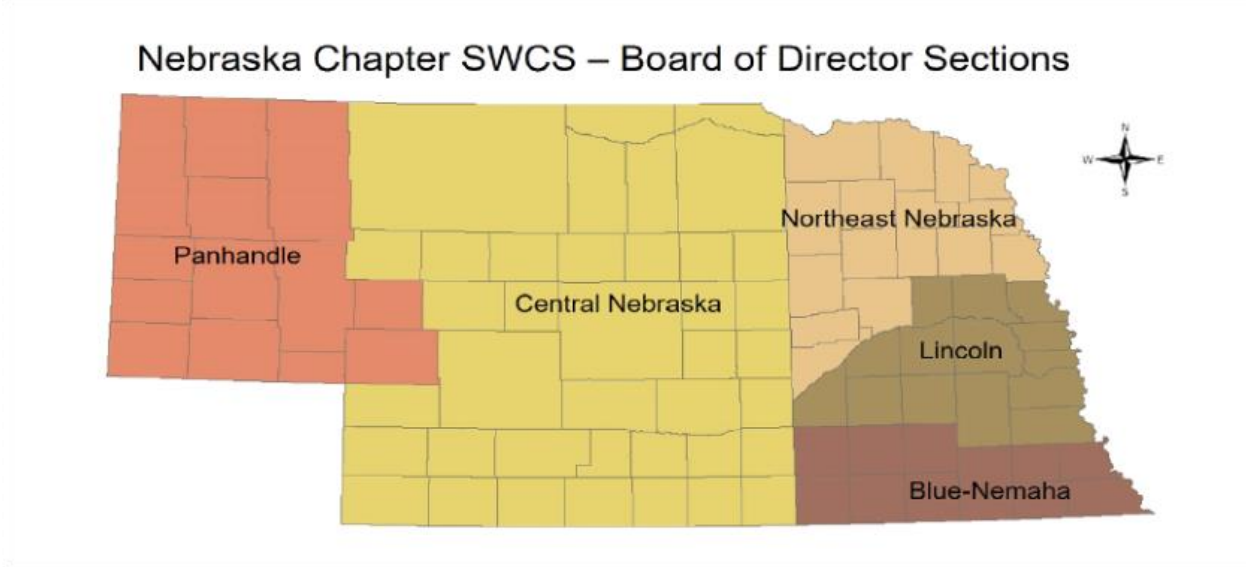 Nebraska Chapter SWCS – Board of Director Sections
N
W E
S
Northeast Nebraska
Panhandle
Central Nebraska
Lincoln
Blue-Nemaha